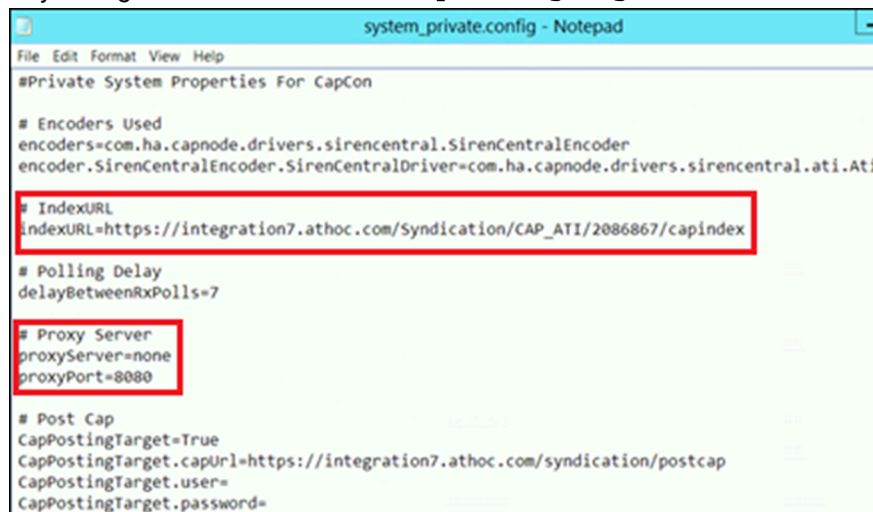 system_private.config - Notepad
File Edit Format View Help
#Private System Properties For CapCon
# Encoders Used
encoders=com.ha.capnode.drivers.sirencentral.SirenCentralEncoder
encoder.SirenCentralEncoder.SirenCentralDriver=com.ha.capnode.drivers.sirencentral.ati.Ati
# IndexURL
indexURL=https://integration7.athoc.com/Syndication/CAP_ATI/2086867/capindex
# Polling Delay
delayBetweenRxPolls=7
# Proxy Server
proxyServer=none
proxyPort=8080
# Post Cap
CapPostingTarget=True
CapPostingTarget.capUrl=https://integration7.athoc.com/syndication/postcap
CapPostingTarget.user=
CapPostingTarget.password=